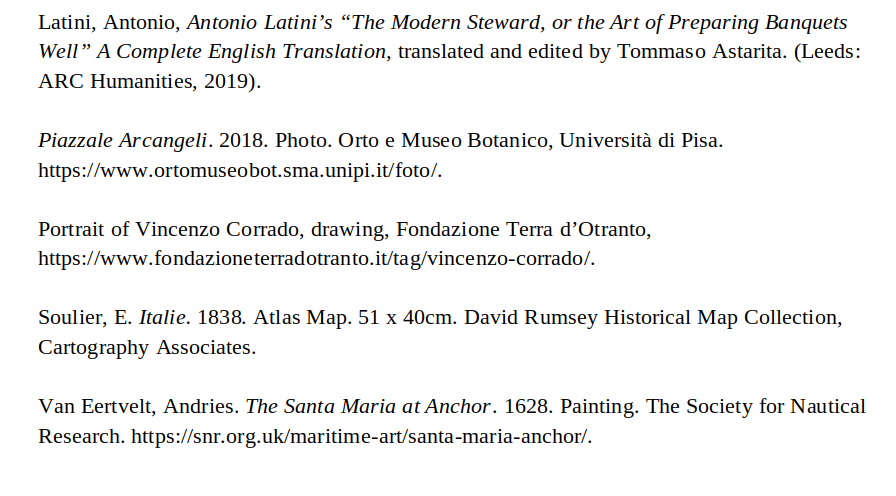 Latini, Antonio, Antonio Latini’s “The Modern Steward, or the Art of Preparing Banquets
Well” A Complete English Translation, translated and edited by Tommaso Astarita. (Leeds:
ARC Humanities, 2019).
Piazzale Arcangeli. 2018. Photo. Orto e Museo Botanico, Università di Pisa.
https://www.ortomuseobot.sma.unipi.it/foto/.
Portrait of Vincenzo Corrado, drawing, Fondazione Terra d’Otranto,
https://www.fondazioneterradotranto.it/tag/vincenzo-corrado/.
Soulier, E. Italie. 1838. Atlas Map. 51 x 40cm. David Rumsey Historical Map Collection,
Cartography Associates.
Van Eertvelt, Andries. The Santa Maria at Anchor. 1628. Painting. The Society for Nautical
Research. https://snr.org.uk/maritime-art/santa-maria-anchor/.